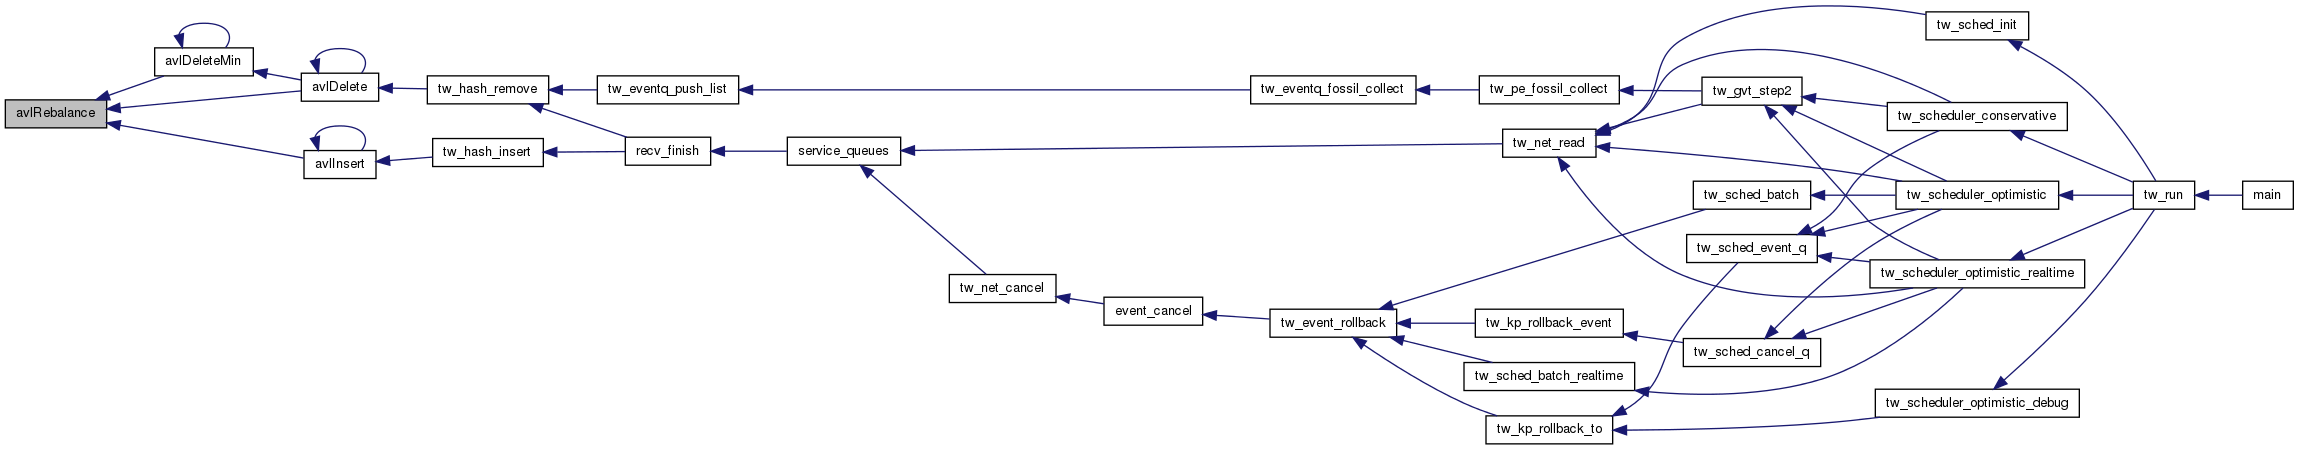 avlRebalance
avlDeleteMin
avlDelete
avlInsert
tw_hash_remove
tw_hash_insert
tw_eventq_push_list
recv_finish
service_queues
tw_net_cancel
event_cancel
tw_eventq_fossil_collect
tw_event_rollback
tw_pe_fossil_collect
tw_net_read
tw_kp_rollback_event
tw_sched_batch_realtime
tw_kp_rollback_to
tw_gvt_step2
tw_sched_batch
tw_sched_event_q
tw_sched_cancel_q
tw_sched_init
tw_scheduler_conservative
tw_scheduler_optimistic
tw_scheduler_optimistic_realtime
tw_scheduler_optimistic_debug
tw_run
main